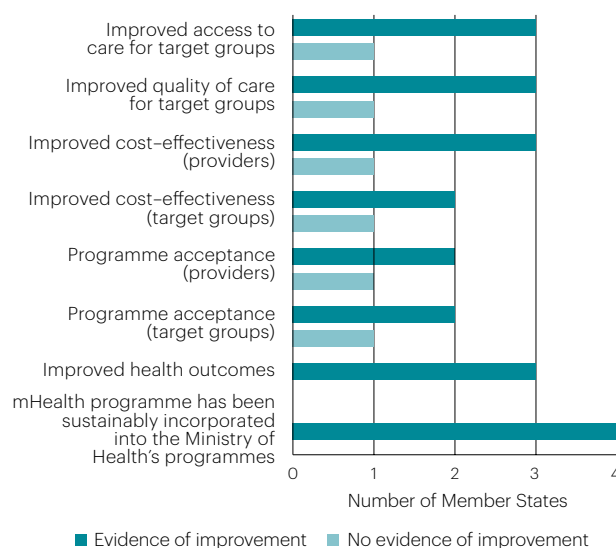 Improved access to
care for target groups
Improved quality of care
for target groups
Improved cost–effectiveness
(providers)
Improved cost–effectiveness
(target groups)
Programme acceptance
(providers)
Programme acceptance
(target groups)
Improved health outcomes
mHealth programme has been
sustainably incorporated
into the Ministry of
Health's programmes
0 1 2 3 4
Number of Member States
Evidence of improvement No evidence of improvement